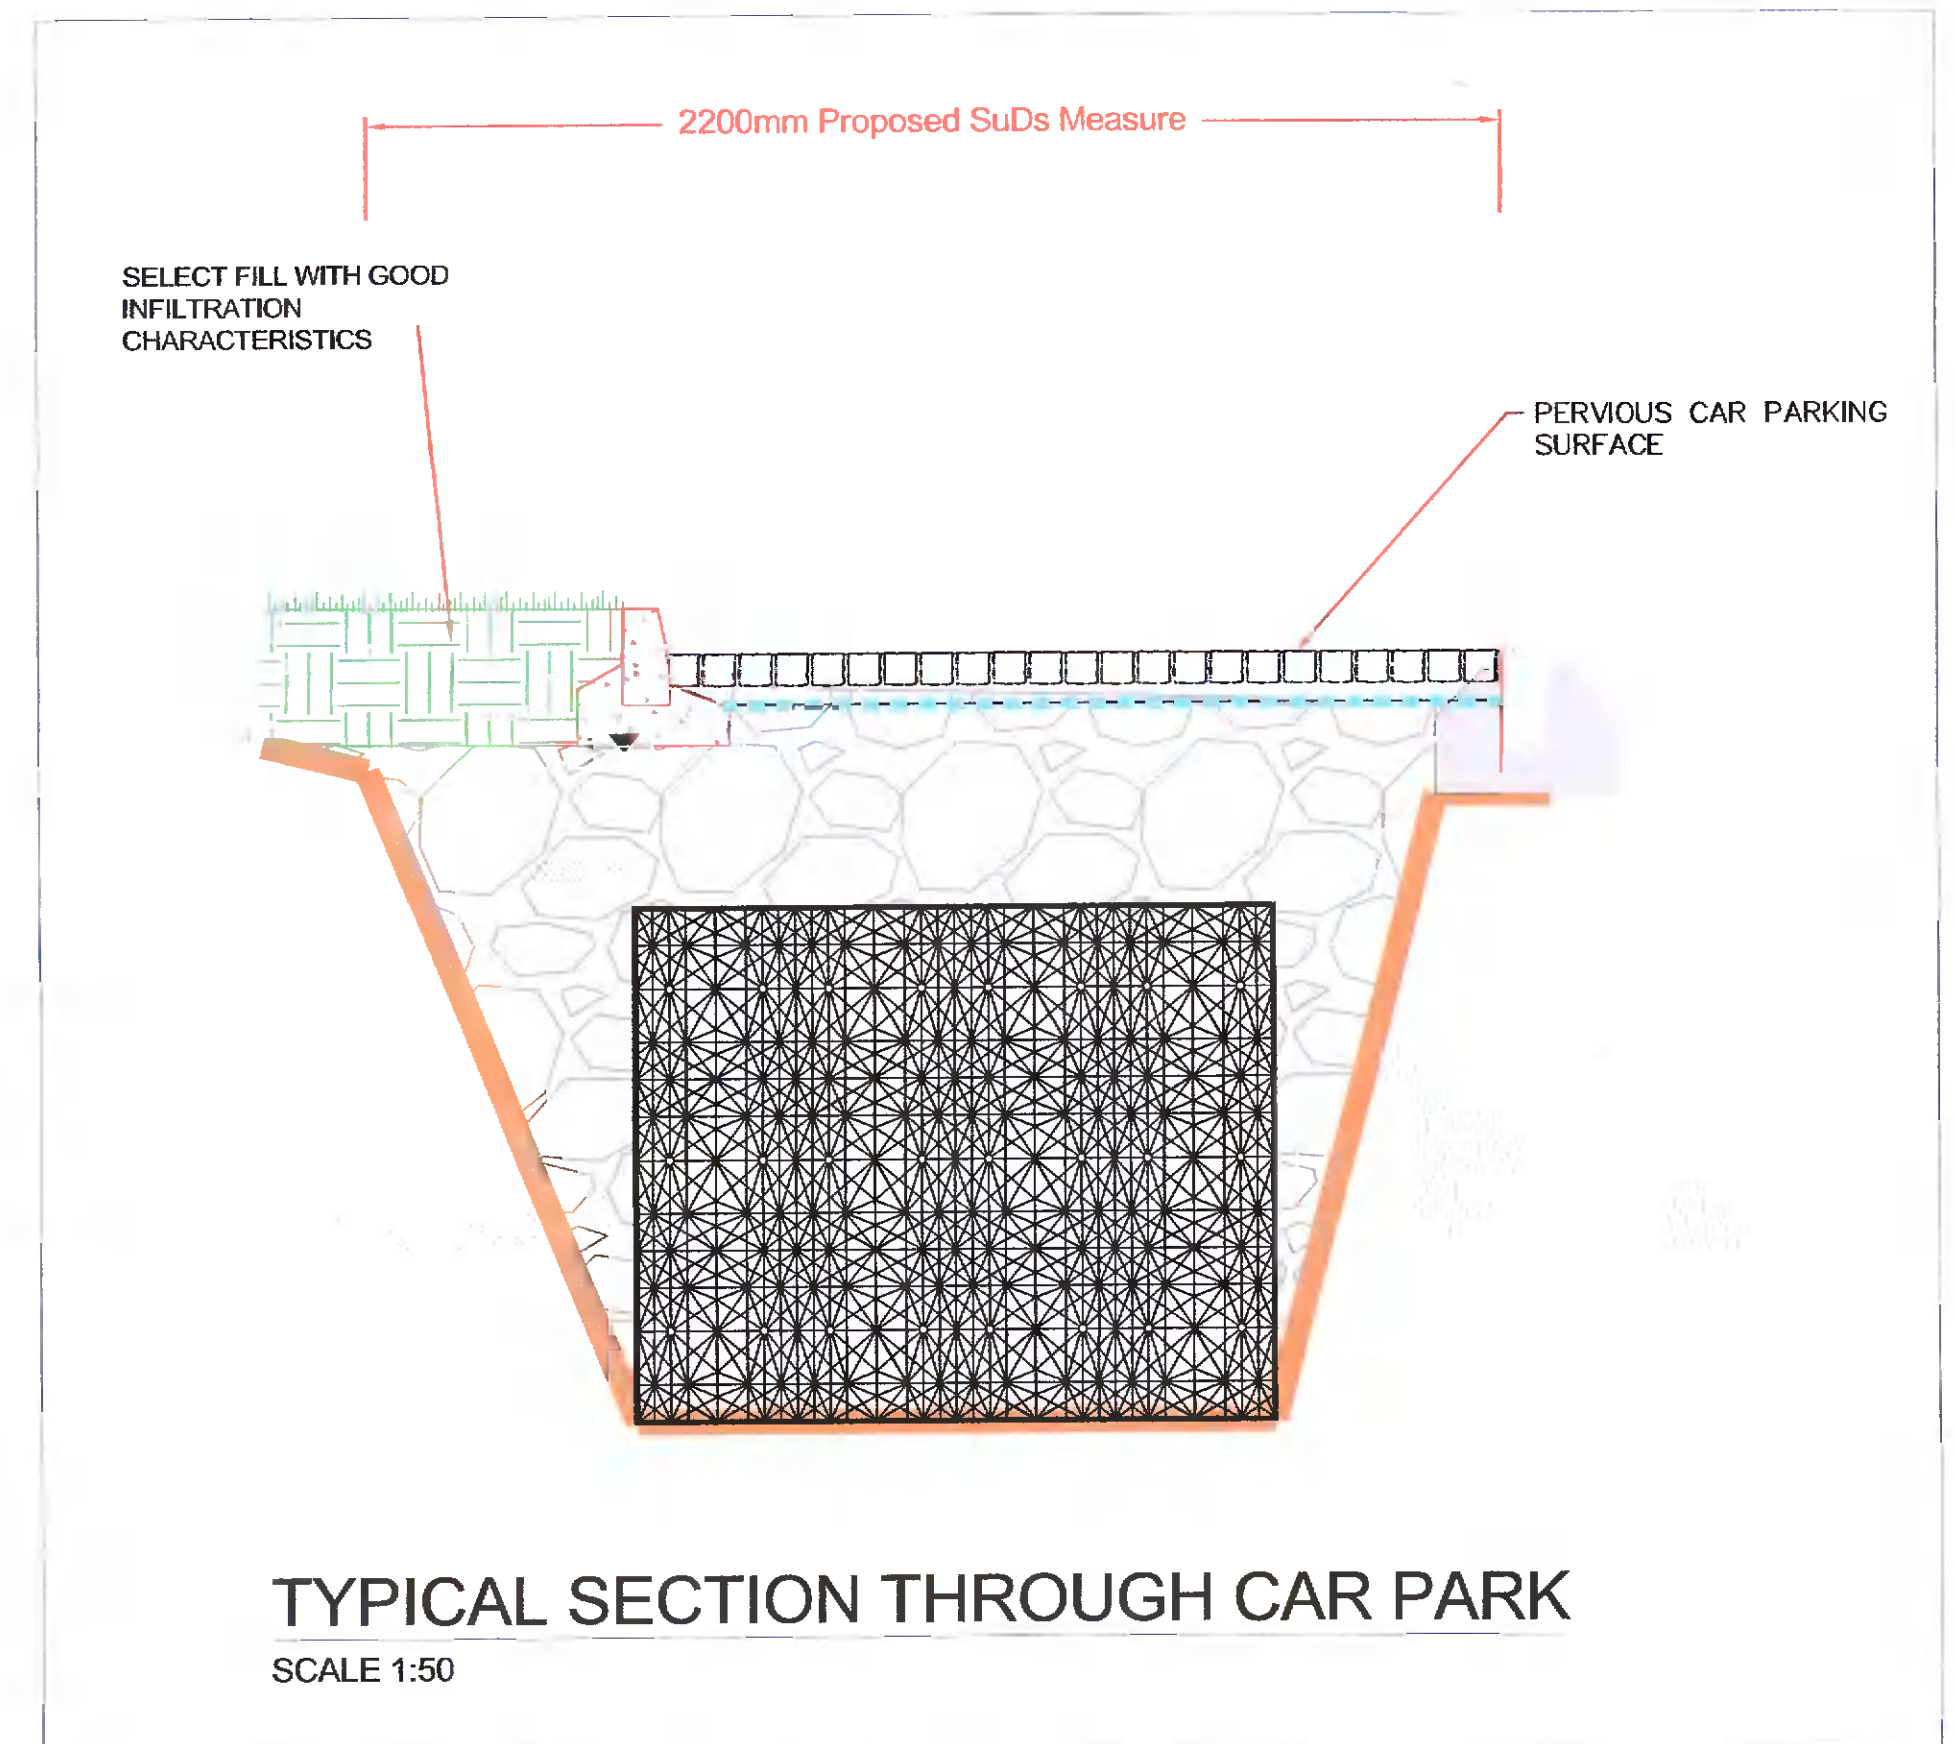 2200mm Proposed SuDs Measure
SELECT FILL WITH GOOD
INFILTRATION
CHARACTERISTICS
PERVIOUS CAR PARKING
SURFACE
TYPICAL SECTION THROUGH CAR PARK
SCALE 1:50